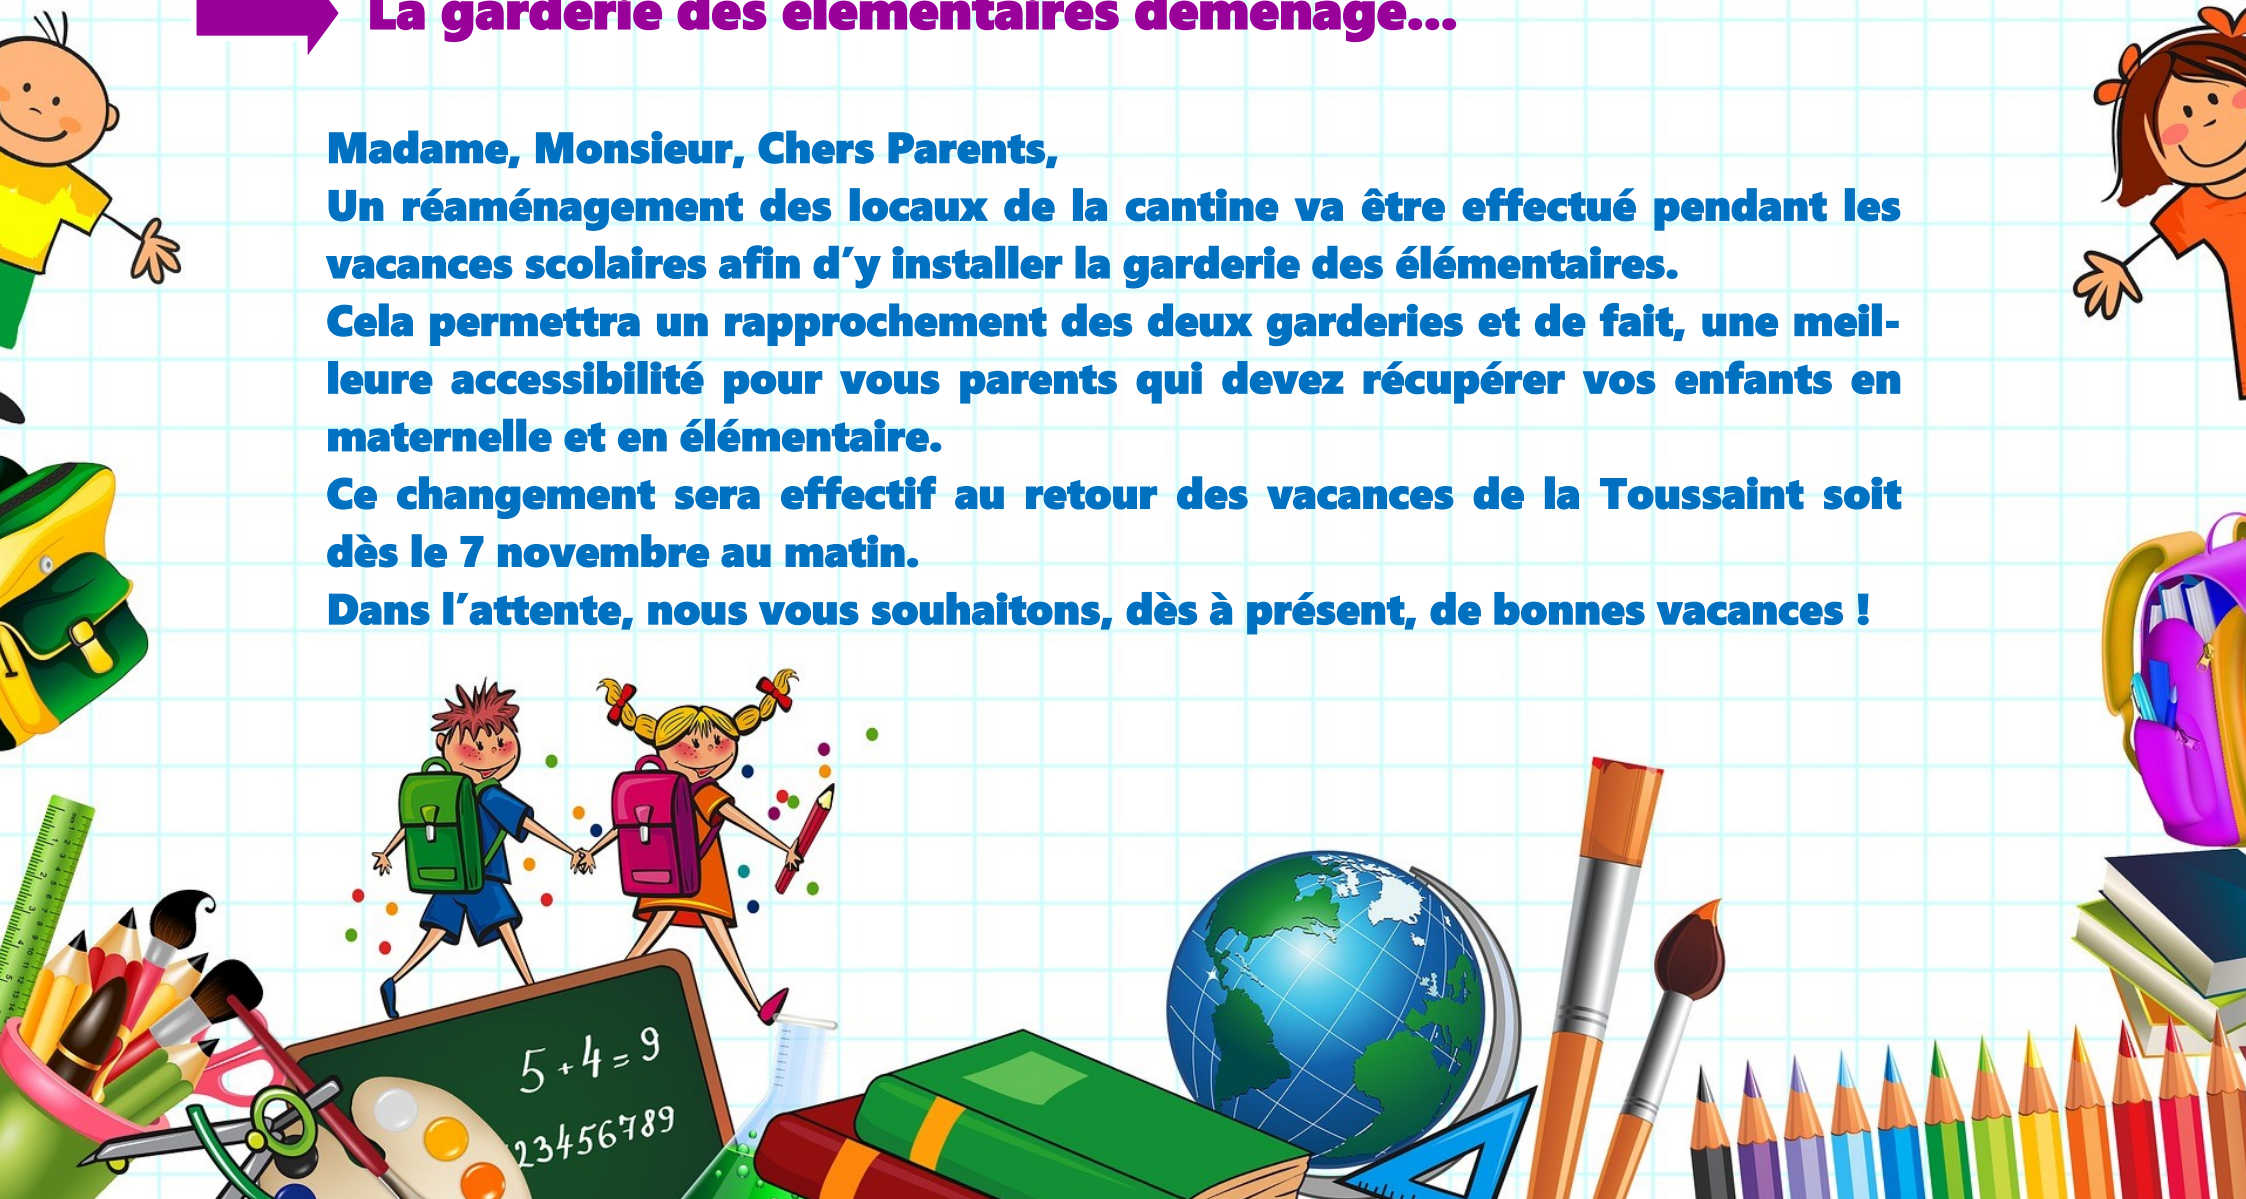 La garderie des élémentaires déménage...
Madame, Monsieur, Chers Parents,
Un réaménagement des locaux de la cantine va être effectué pendant les
vacances scolaires afin d’y installer la garderie des élémentaires.
Cela permettra un rapprochement des deux garderies et de fait, une meil-
leure accessibilité pour vous parents qui devez récupérer vos enfants en
maternelle et en élémentaire.
Ce changement sera effectif au retour des vacances de la Toussaint soit
dès le 7 novembre au matin.
Dans l’attente, nous vous souhaitons, dès à présent, de bonnes vacances !
5+4=9
23456789